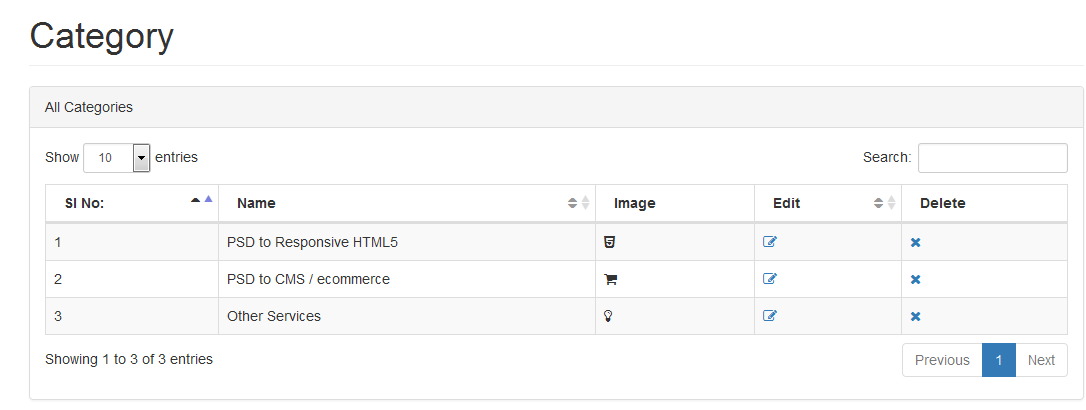 Category
All Categories
Show 10 entries Search:
Sl No: Name Image Edit Delete
1 PSD to Responsive HTML5
2 PSD to CMS / ecommerce
3 Other Services
Showing 1 to 3 of 3 entries Previous 1 Next